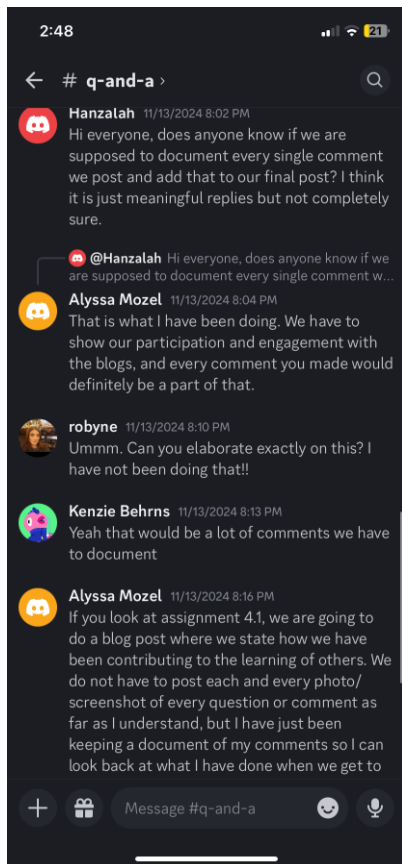 2:48
21
# q-and-a ›
Hanzalah 11/13/2024 8:02 PM
Hi everyone, does anyone know if we are
supposed to document every single comment
we post and add that to our final post? I think
it is just meaningful replies but not completely
sure.
@Hanzalah Hi everyone, does anyone know if we
are supposed to document every single comment w...
Alyssa Mozel 11/13/2024 8:04 PM
That is what I have been doing. We have to
show our participation and engagement with
the blogs, and every comment you made would
definitely be a part of that.
robyne 11/13/2024 8:10 PM
Ummm. Can you elaborate exactly on this? I
have not been doing that!!
Kenzie Behrns 11/13/2024 8:13 PM
Yeah that would be a lot of comments we have
to document
Alyssa Mozel 11/13/2024 8:16 PM
If you look at assignment 4.1, we are going to
do a blog post where we state how we have
been contributing to the learning of others. We
do not have to post each and every photo/
screenshot of every question or comment as
far as I understand, but I have just been
keeping a document of my comments so I can
look back at what I have done when we get to
Message #q-and-a